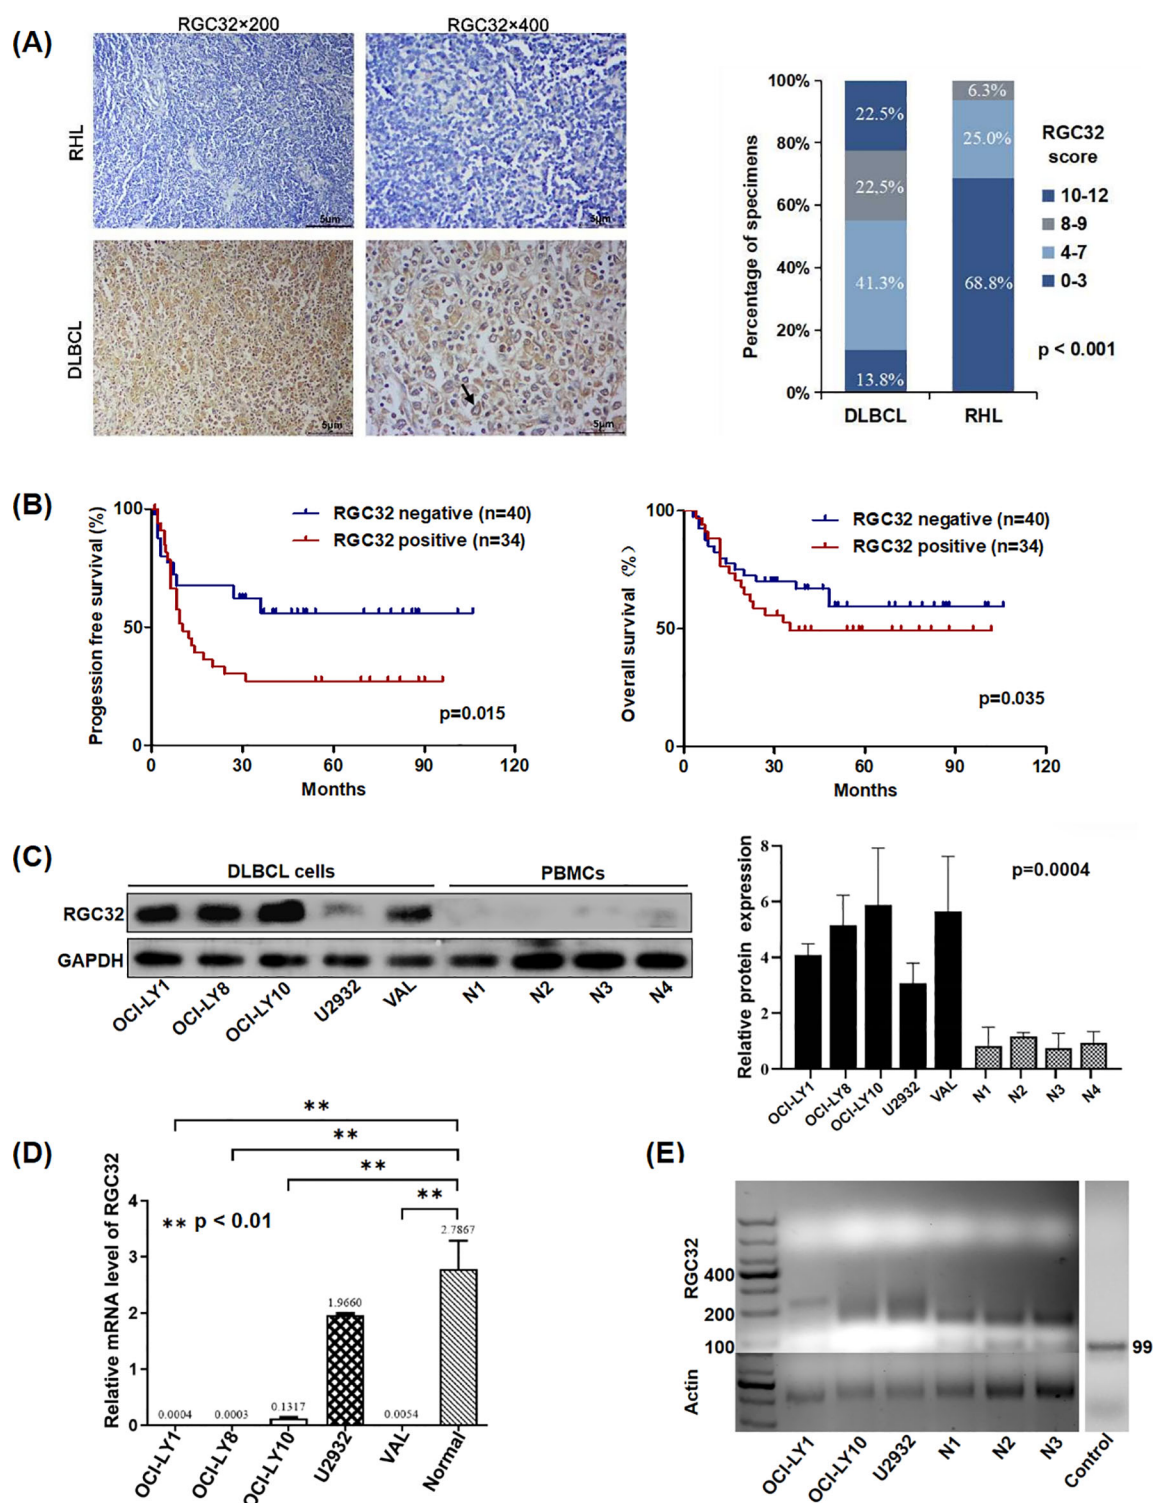 (A)
RGC32×200
RGC32×400
RHL
5μm
5μm
DLBCL
5μm
5μm
Percentage of specimens
100%
80%
60%
40%
20%
0%
22.5%
22.5%
41.3%
13.8%
6.3%
25.0%
68.8%
DLBCL
RHL
RGC32
score
10-12
8-9
4-7
0-3
p < 0.001
(B)
Progession free survival (%)
100
50
0
0
30
60
90
120
Months
RGC32 negative (n=40)
RGC32 positive (n=34)
p=0.015
Overall survival (%)
100
50
0
0
30
60
90
120
Months
RGC32 negative (n=40)
RGC32 positive (n=34)
p=0.035
(C)
DLBCL cells
PBMCs
RGC32
GAPDH
OCI-LY1
OCI-LY8
OCI-LY10
U2932
VAL
N1
N2
N3
N4
Relative protein expression
8
6
4
2
0
p=0.0004
OCI-LY1
OCI-LY8
OCI-LY10
U2932
VAL
N1
N2
N3
N4
(D)
**
**
**
**
** p < 0.01
Relative mRNA level of RGC32
4
3
2
1
0
0.0004
0.0003
0.1317
1.9660
0.0054
2.7867
OCI-LY1
OCI-LY8
OCI-LY10
U2932
VAL
Normal
(E)
RGC32
400
200
100
99
Actin
OCI-LY1
OCI-LY10
U2932
N1
N2
N3
Control